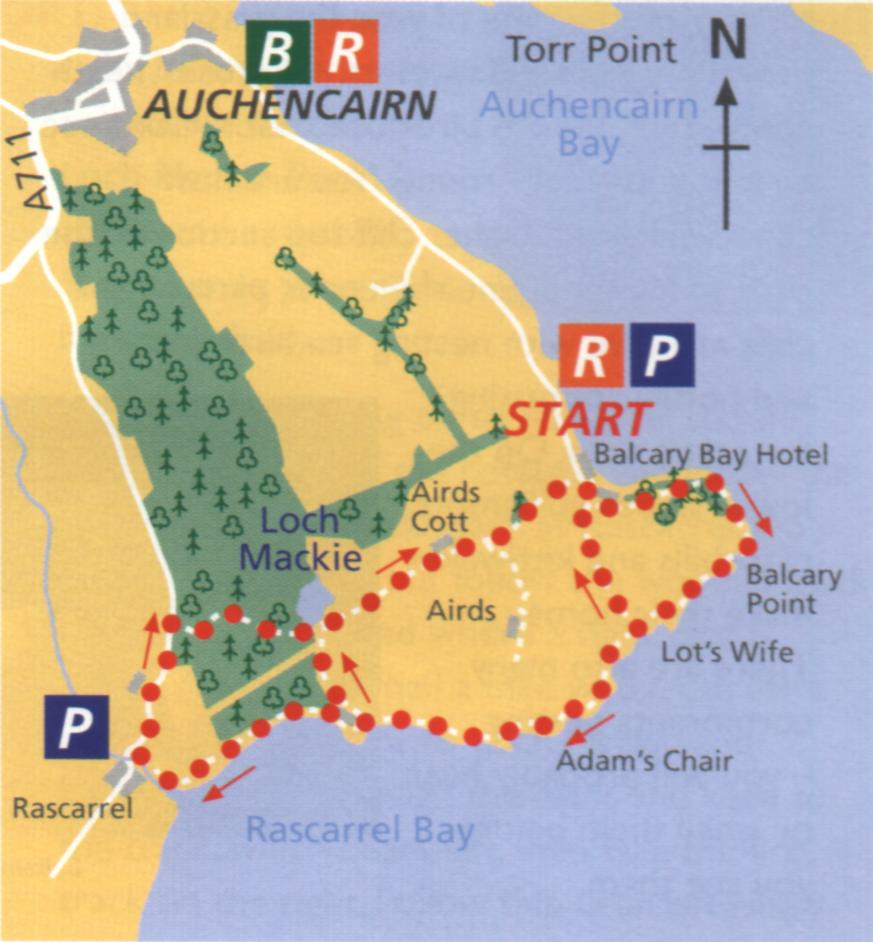 B R
AUCHENCAIRN
Torr Point
N
Auchencairn
Bay
A711
R P
START
Balcary Bay Hotel
Airds
Cott
Loch
Mackie
Balcary
Point
Airds
Lot's Wife
P
Adam's Chair
Rascarrel
Rascarrel Bay